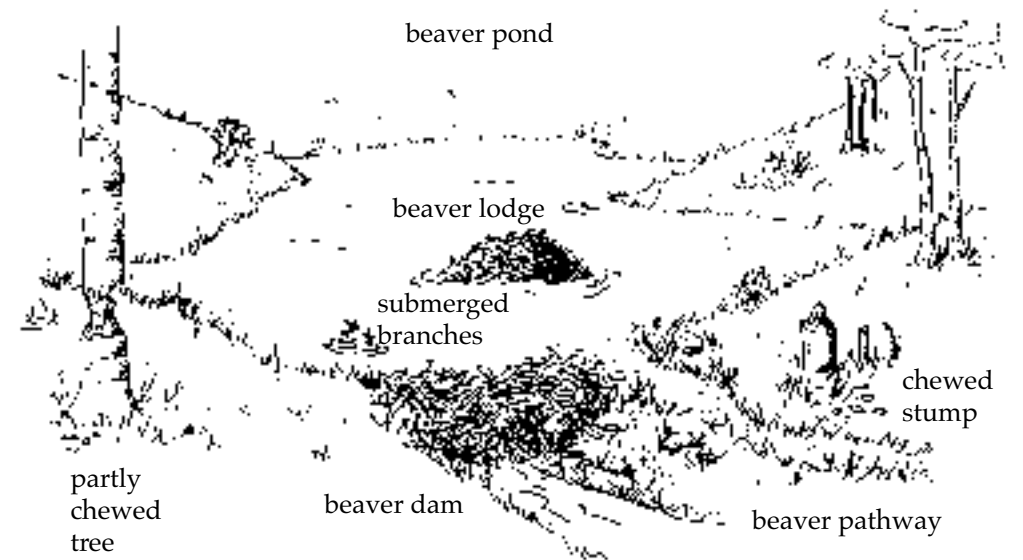 beaver pond
beaver lodge
submerged
branches
chewed
stump
partly
chewed
tree
beaver dam
beaver pathway